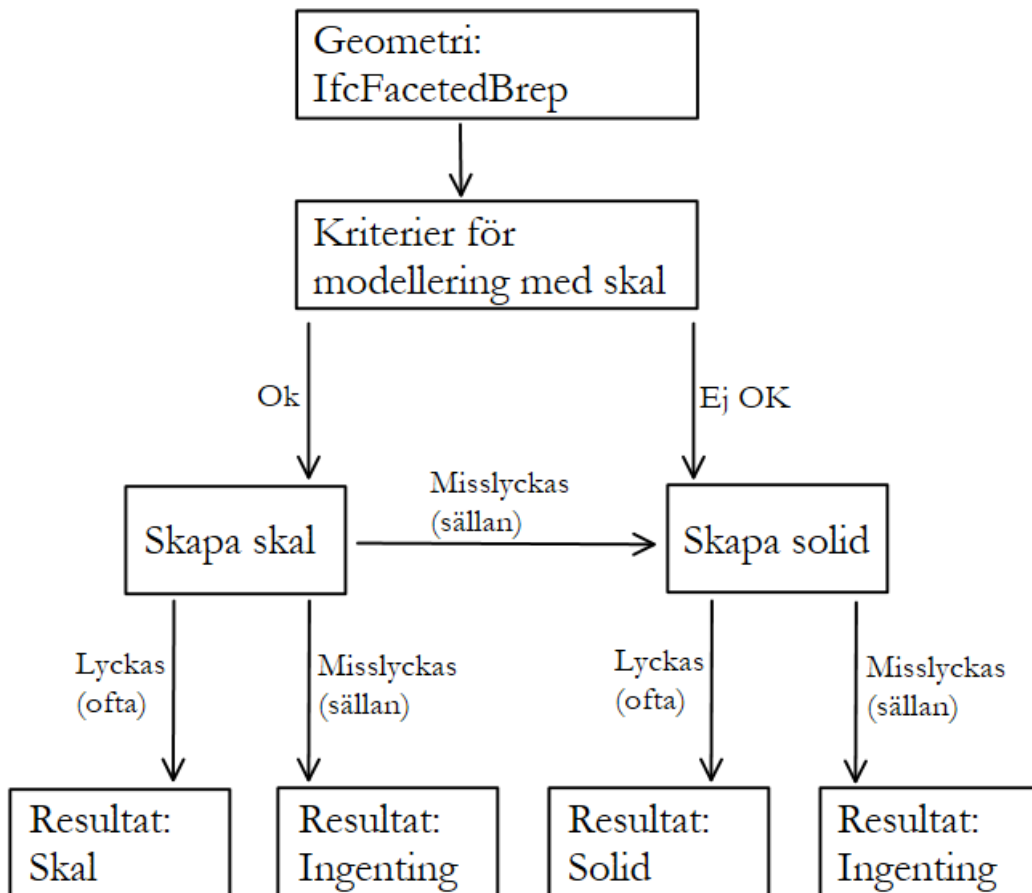 Geometri:
IfcFacetedBrep
Kriterier för
modellering med skal
Ok
Ej OK
Misslyckas
(sällan)
Skapa skal
Skapa solid
Lyckas
(ofta)
Misslyckas
(sällan)
Lyckas
(ofta)
Misslyckas
(sällan)
Resultat:
Skal
Resultat:
Ingenting
Resultat:
Solid
Resultat:
Ingenting